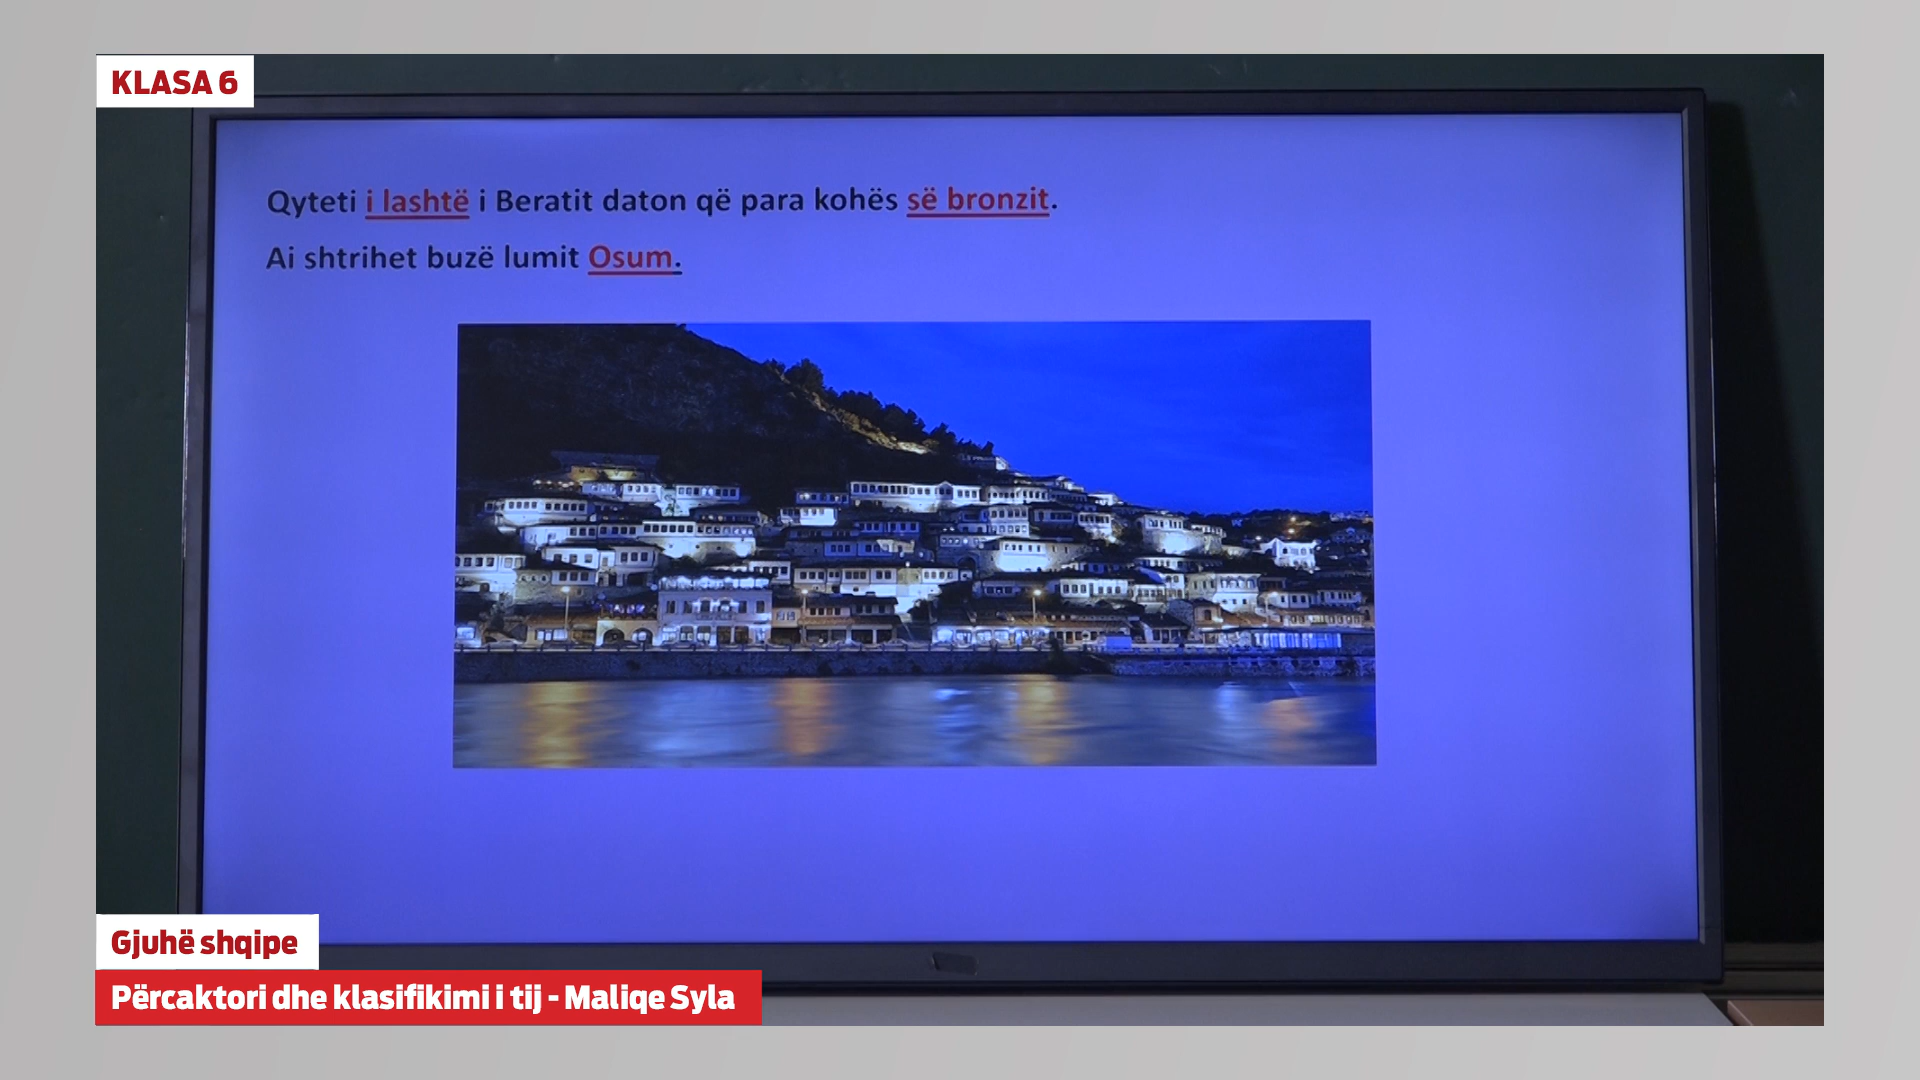 KLASA 6
Qyteti i lashtë i Beratit daton që para kohës së bronzit.
Ai shtrihet buzë lumit Osum.
Gjuhë shqipe
Përcaktori dhe klasifikimi i tij - Maliqe Syla